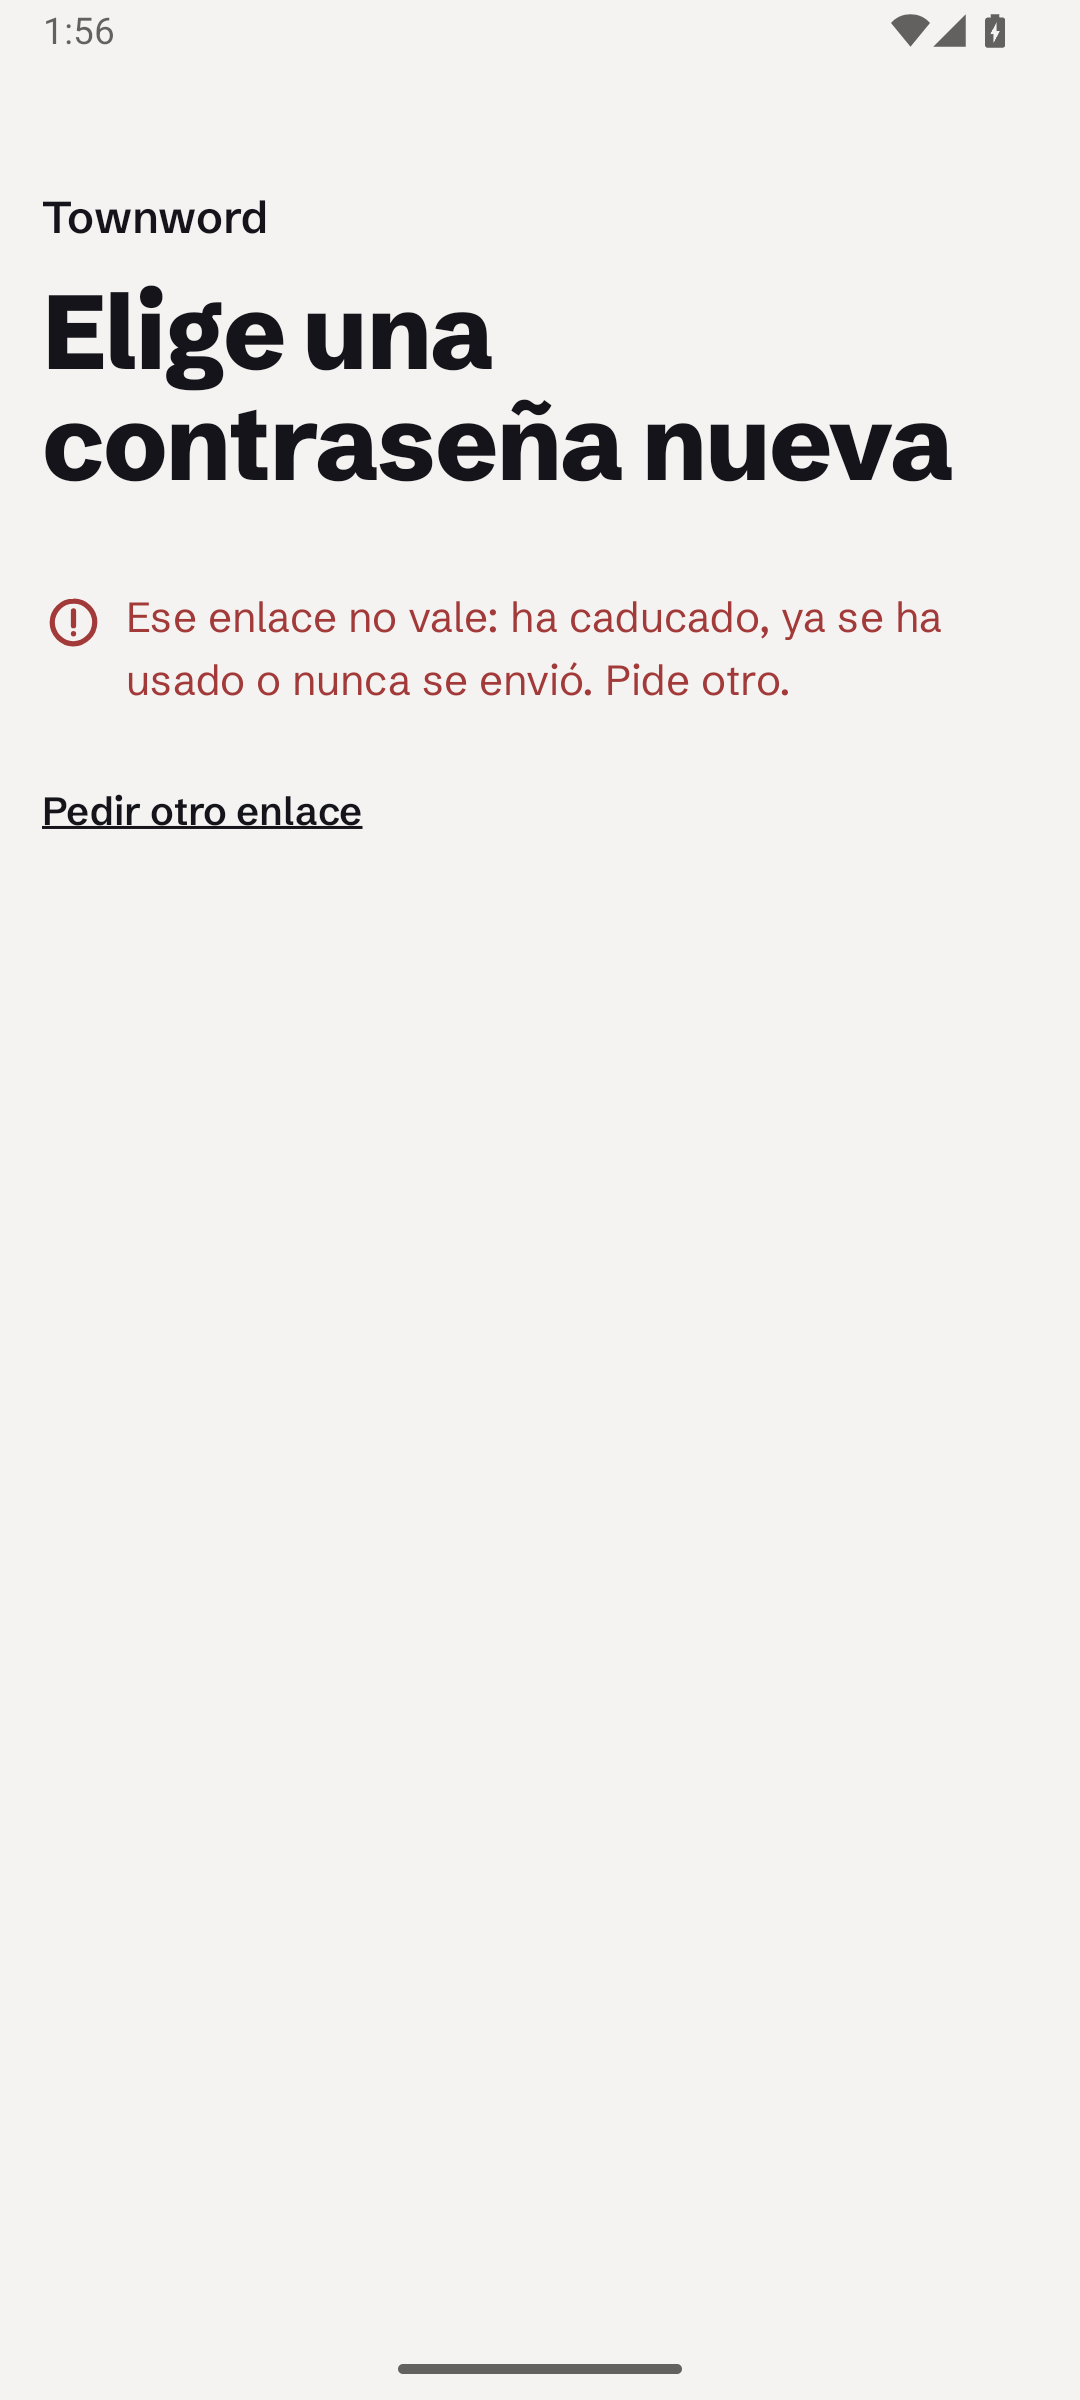 1:56
Townword
Elige una
contraseña nueva
Ese enlace no vale: ha caducado, ya se ha
usado o nunca se envió. Pide otro.
Pedir otro enlace